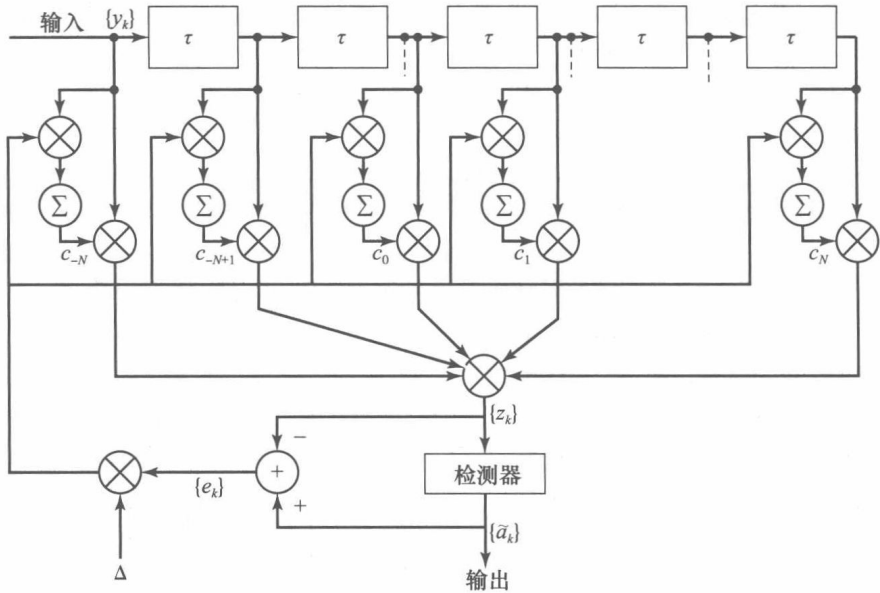 输入 {y_k}
τ τ τ τ τ
Σ Σ Σ Σ Σ
c_{-N} c_{-N+1} c_0 c_1 c_N
{z_k}
−
检测器
+
{e_k}
+
{ã_k}
Δ
输出